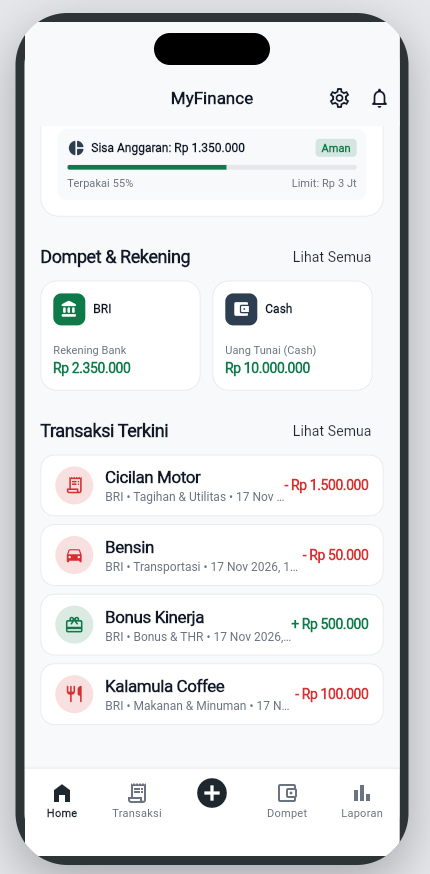 MyFinance
Sisa Anggaran: Rp 1.350.000
Aman
Terpakai 55%
Limit: Rp 3 Jt
Dompet & Rekening
Lihat Semua
BRI
Rekening Bank
Rp 2.350.000
Cash
Uang Tunai (Cash)
Rp 10.000.000
Transaksi Terkini
Lihat Semua
Cicilan Motor
BRI • Tagihan & Utilitas • 17 Nov ...
- Rp 1.500.000
Bensin
BRI • Transportasi • 17 Nov 2026, 1...
- Rp 50.000
Bonus Kinerja
BRI • Bonus & THR • 17 Nov 2026,...
+ Rp 500.000
Kalamula Coffee
BRI • Makanan & Minuman • 17 N...
- Rp 100.000
Home
Transaksi
Dompet
Laporan